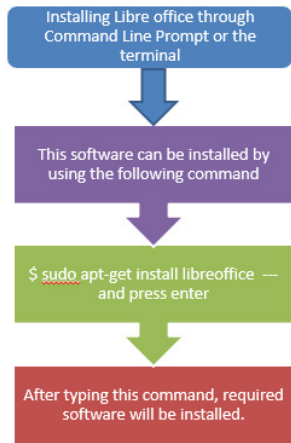 Installing Libre office through
Command Line Prompt or the
terminal
This software can be installed by
using the following command
$ sudo apt-get install libreoffice ---
and press enter
After typing this command, required
software will be installed.